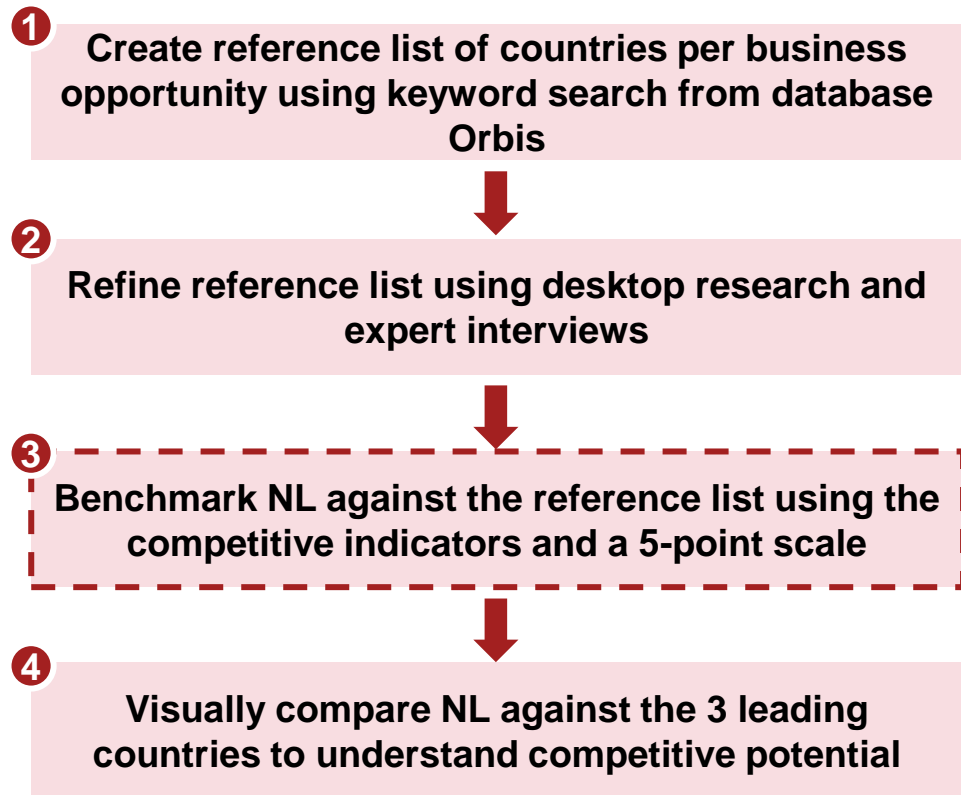 1
Create reference list of countries per business
opportunity using keyword search from database
Orbis
2
Refine reference list using desktop research and
expert interviews
3
Benchmark NL against the reference list using the
competitive indicators and a 5-point scale
4
Visually compare NL against the 3 leading
countries to understand competitive potential